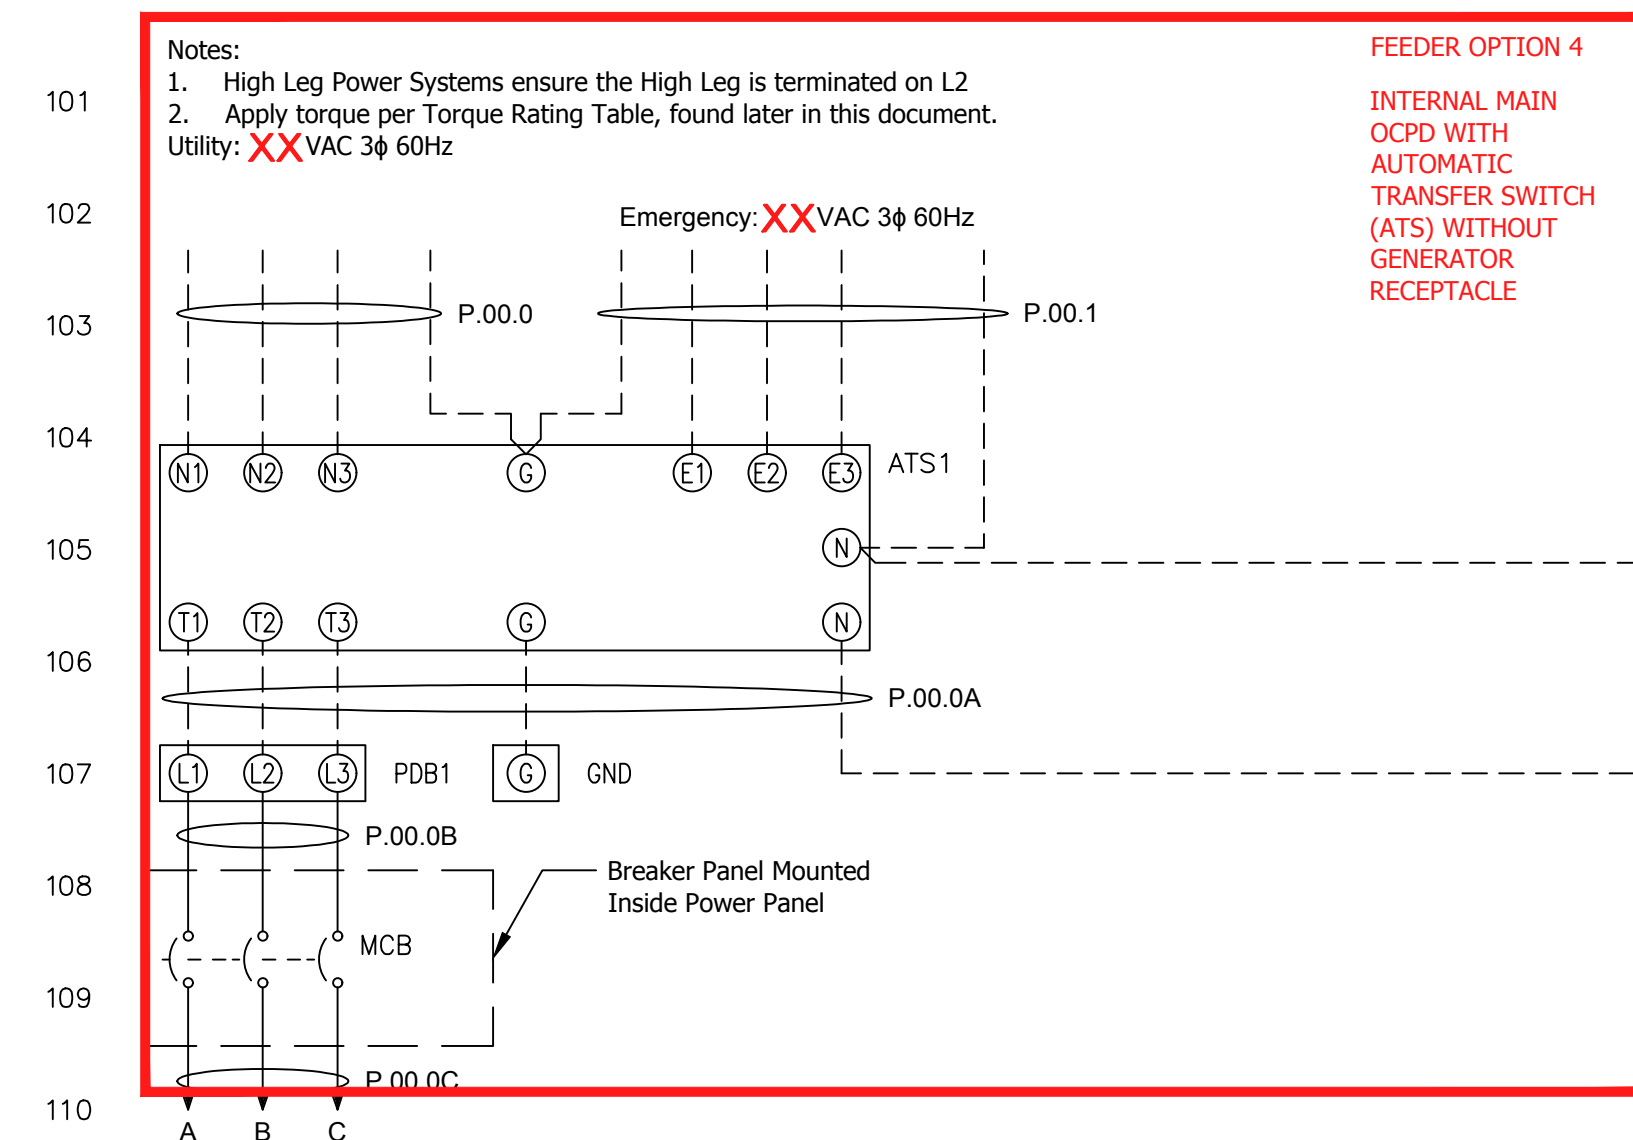 Notes:
1. High Leg Power Systems ensure the High Leg is terminated on L2
2. Apply torque per Torque Rating Table, found later in this document.
Utility: XX VAC 3ϕ 60Hz
FEEDER OPTION 4
INTERNAL MAIN
OCPD WITH
AUTOMATIC
TRANSFER SWITCH
(ATS) WITHOUT
GENERATOR
RECEPTACLE
101
102
Emergency: XX VAC 3ϕ 60Hz
103
P.00.0
P.00.1
104
N1 N2 N3 G E1 E2 E3 ATS1
105
N
T1 T2 T3 G N
106
P.00.0A
107
L1 L2 L3 PDB1 G GND
P.00.0B
108
Breaker Panel Mounted
Inside Power Panel
MCB
109
P.00.0C
110
A B C